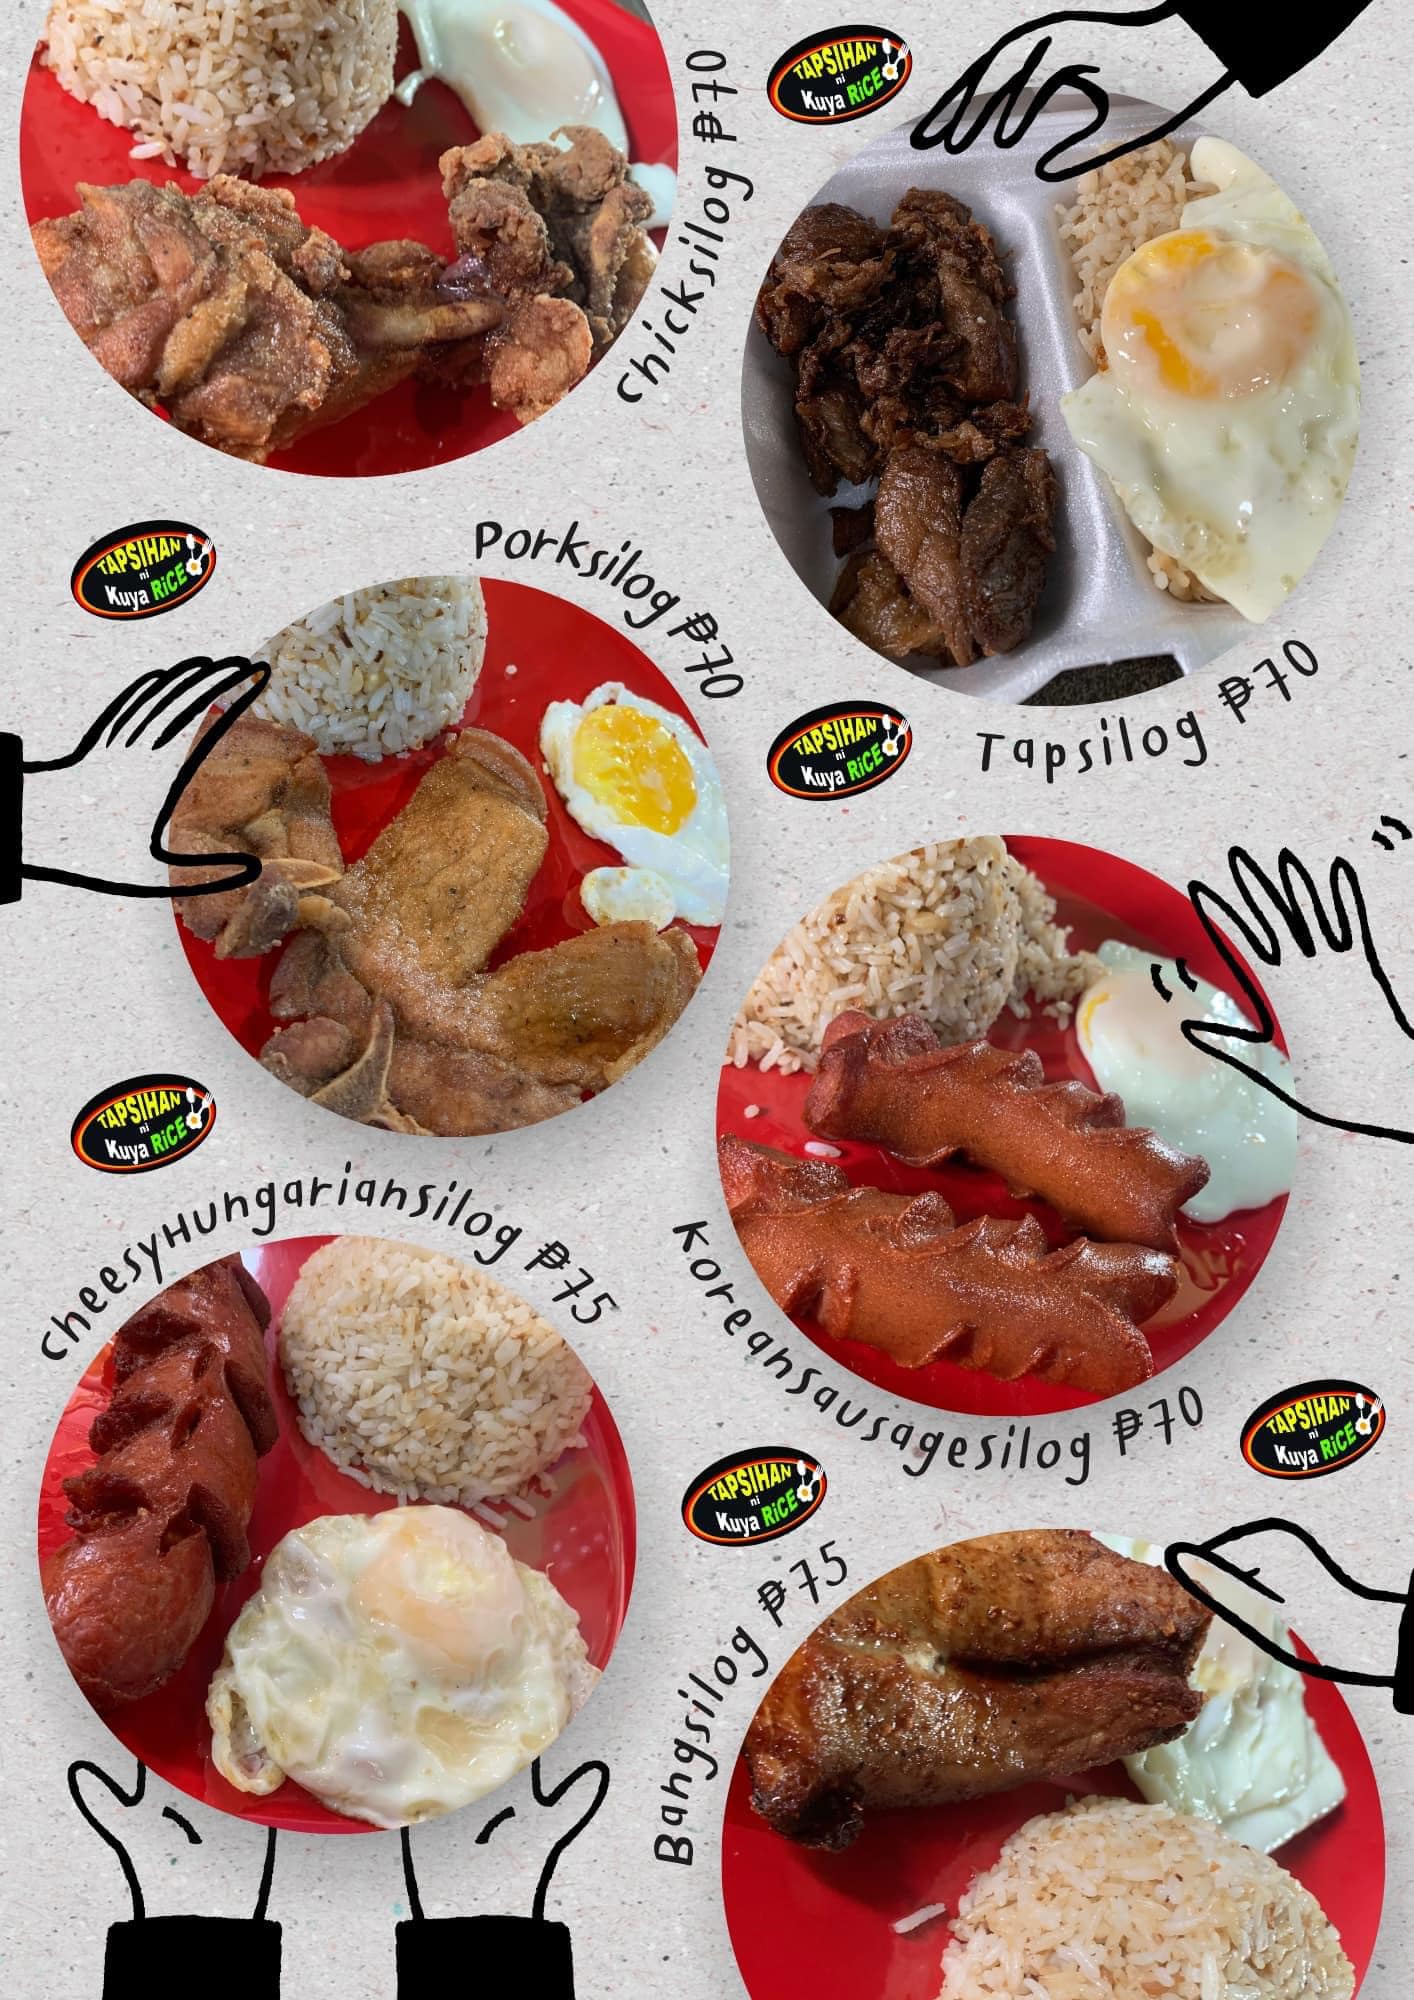 TAPSIHAN
ni
Kuya RiCE
Chicksilog ₱70
Porksilog ₱70
TAPSIHAN
ni
Kuya RiCE
Tapsilog ₱70
TAPSIHAN
ni
Kuya RiCE
TAPSIHAN
ni
Kuya RiCE
CheesyHungariansilog ₱75
Koreansausagesilog ₱70
TAPSIHAN
ni
Kuya RiCE
TAPSIHAN
ni
Kuya RiCE
Bangsilog ₱75